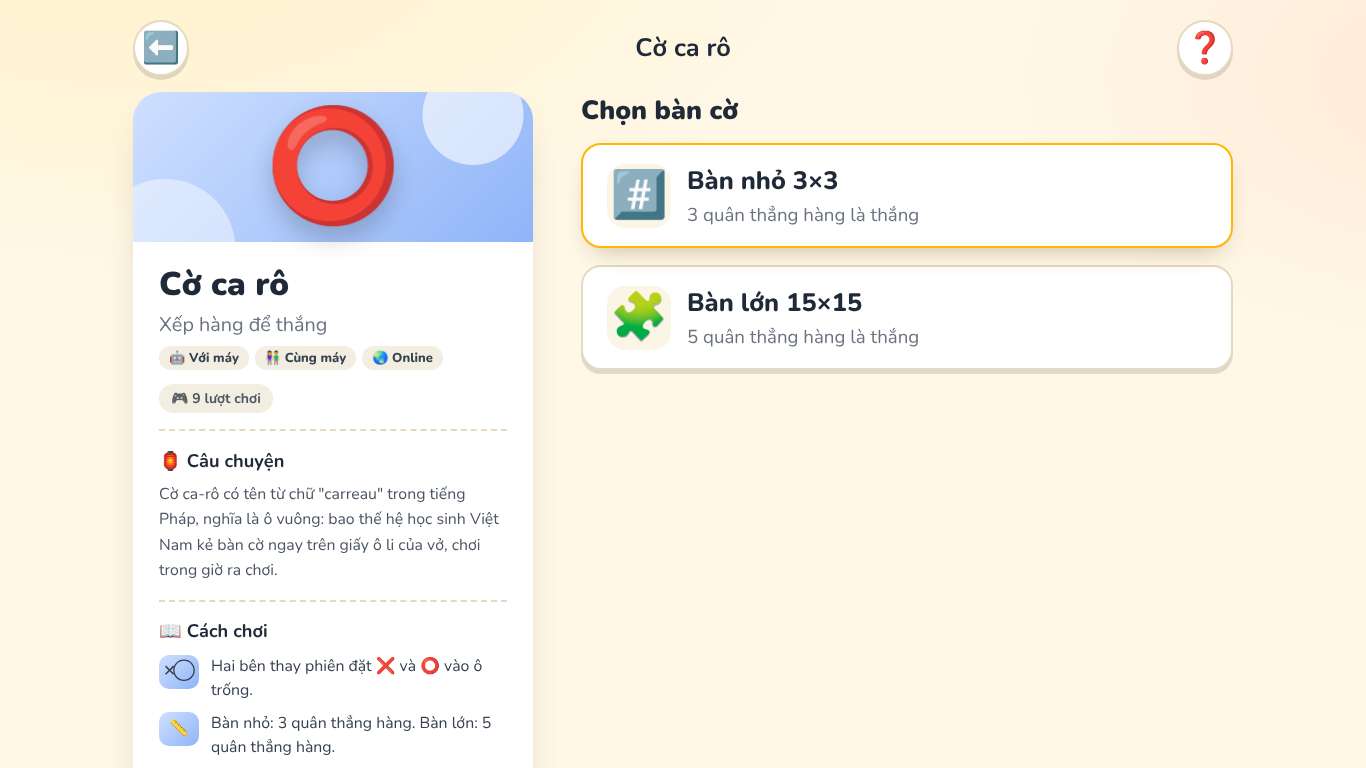 Cờ ca rô
Cờ ca rô
Xếp hàng để thắng
Với máy
Cùng máy
Online
9 lượt chơi
Câu chuyện
Cờ ca-rô có tên từ chữ "carreau" trong tiếng
Pháp, nghĩa là ô vuông: bao thế hệ học sinh Việt
Nam kẻ bàn cờ ngay trên giấy ô li của vở, chơi
trong giờ ra chơi.
Cách chơi
Hai bên thay phiên đặt ❌ và ⭕ vào ô
trống.
Bàn nhỏ: 3 quân thẳng hàng. Bàn lớn: 5
quân thẳng hàng.
Chọn bàn cờ
Bàn nhỏ 3×3
3 quân thẳng hàng là thắng
Bàn lớn 15×15
5 quân thẳng hàng là thắng